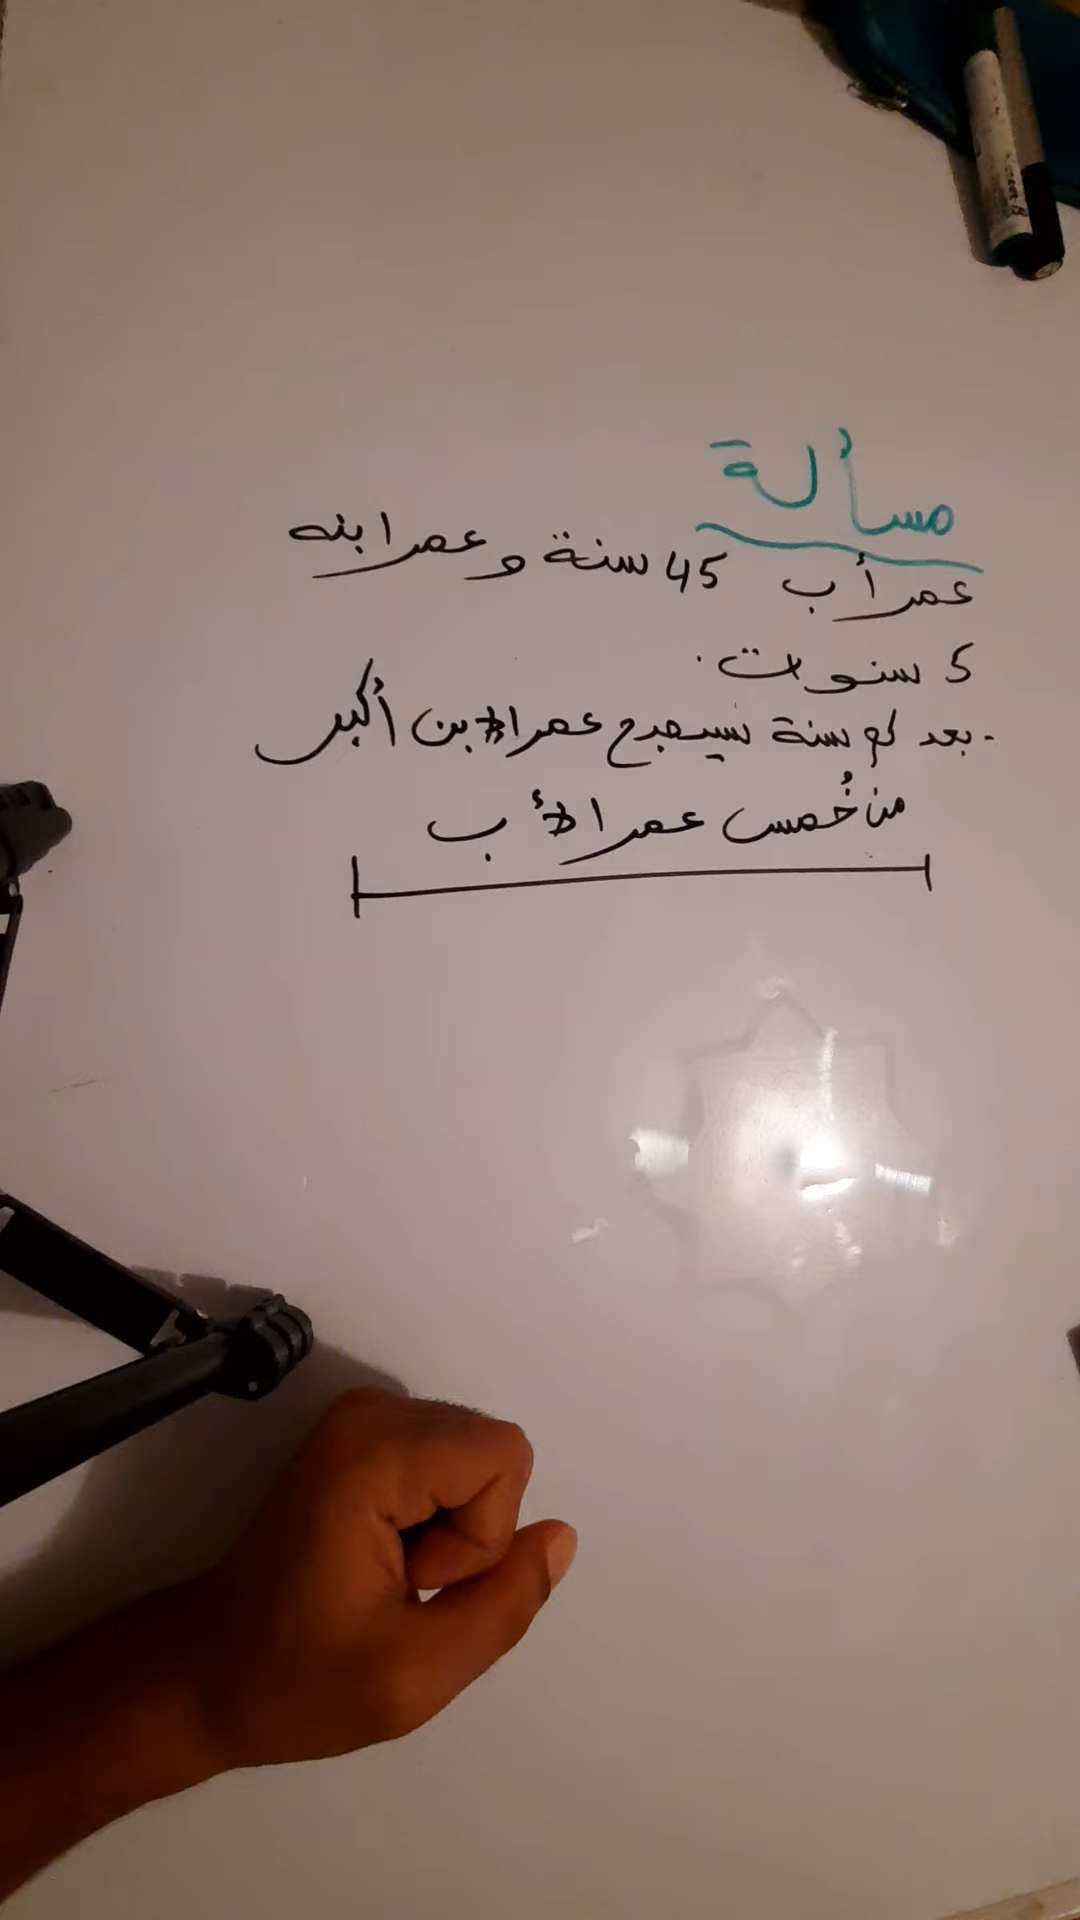 مسألة
عمر أب 45 سنة وعمر ابنه
5 سنوات.
- بعد كم سنة سيصبح عمر الابن أكبر
من خُمس عمر الأب